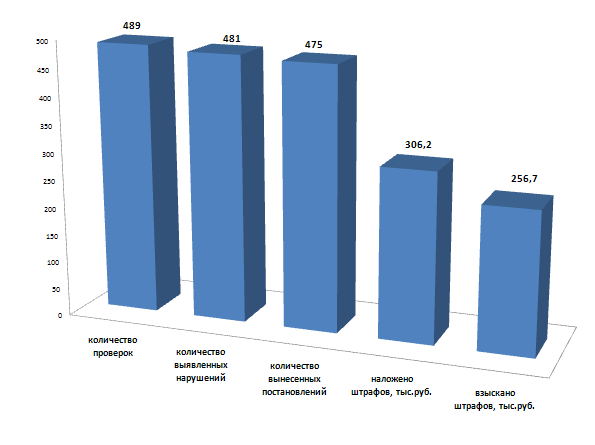 489
481
475
306,2
256,7
500
450
400
350
300
250
200
150
100
50
0
количество
проверок
количество
выявленных
нарушений
количество
вынесенных
постановлений
наложено
штрафов, тыс.руб.
взыскано
штрафов, тыс.руб.